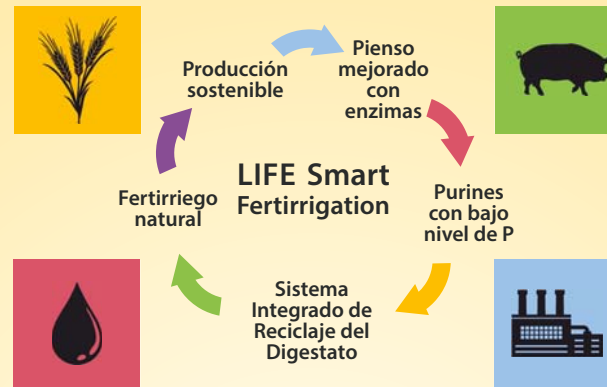 Producción
sostenible
Pienso
mejorado
con
enzimas
LIFE Smart
Fertirrigation
Purines
con bajo
nivel de P
Sistema
Integrado de
Reciclaje del
Digestato
Fertirriego
natural